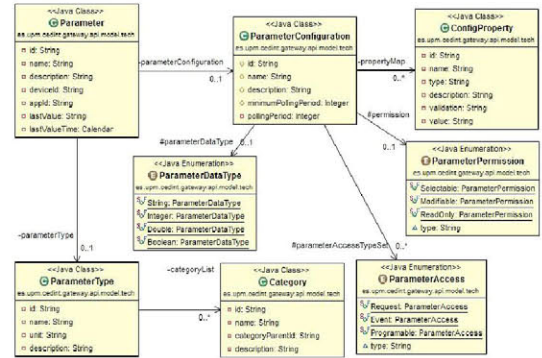 <<Java Class>>
Parameter
es.upm.cedint.gateway.api.model.tech
id: String
name: String
description: String
deviceId: String
appId: String
lastValue: String
lastValueTime: Calendar
-parameterConfiguration
0..1
<<Java Class>>
ParameterConfiguration
es.upm.cedint.gateway.api.model.tech
id: String
name: String
description: String
minimumPollingPeriod: Integer
pollingPeriod: Integer
-propertyMap
0..*
<<Java Class>>
ConfigProperty
es.upm.cedint.gateway.api.model.tech
id: String
name: String
type: String
description: String
validation: String
value: String
#permission
0..1
#parameterDataType
0..1
<<Java Enumeration>>
ParameterPermission
es.upm.cedint.gateway.api.model.tech
Selectable: ParameterPermission
Modifiable: ParameterPermission
ReadOnly: ParameterPermission
type: String
<<Java Enumeration>>
ParameterDataType
es.upm.cedint.gateway.api.model.tech
String: ParameterDataType
Integer: ParameterDataType
Double: ParameterDataType
Boolean: ParameterDataType
-parameterType
0..1
#parameterAccessTypeSet
0..*
<<Java Class>>
ParameterType
es.upm.cedint.gateway.api.model.tech
id: String
name: String
unit: String
description: String
-categoryList
0..*
<<Java Class>>
Category
es.upm.cedint.gateway.api.model.tech
id: String
name: String
categoryParentId: String
description: String
<<Java Enumeration>>
ParameterAccess
es.upm.cedint.gateway.api.model.tech
Request: ParameterAccess
Event: ParameterAccess
Programable: ParameterAccess
type: String